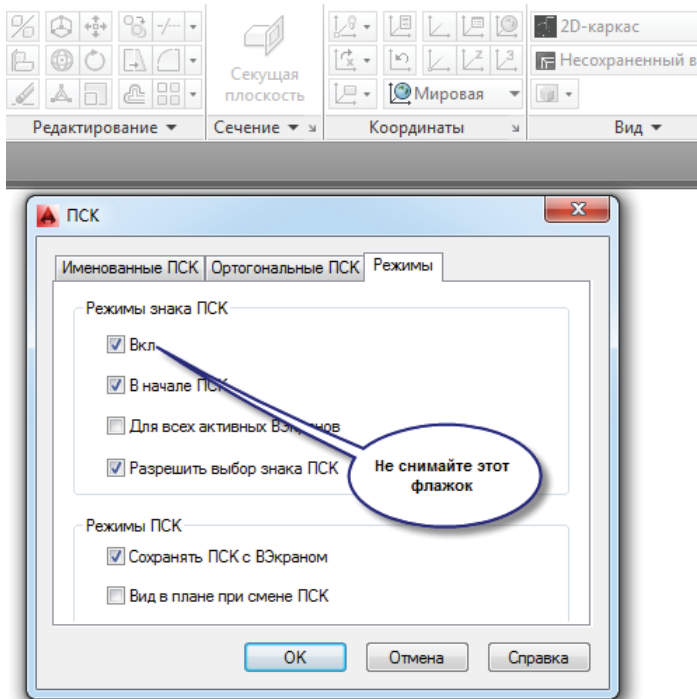 2D-каркас
Несохраненный в
Секущая
плоскость
Мировая
Редактирование
Сечение
Координаты
Вид
ПСК
Именованные ПСК
Ортогональные ПСК
Режимы
Режимы знака ПСК
Вкл
В начале ПСК
Для всех активных ВЭкранов
Разрешить выбор знака ПСК
Не снимайте этот
флажок
Режимы ПСК
Сохранять ПСК с ВЭкраном
Вид в плане при смене ПСК
OK
Отмена
Справка